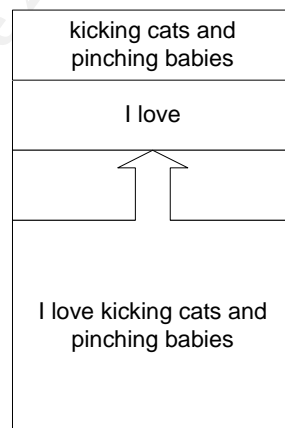 kicking cats and
pinching babies
I love
I love kicking cats and
pinching babies